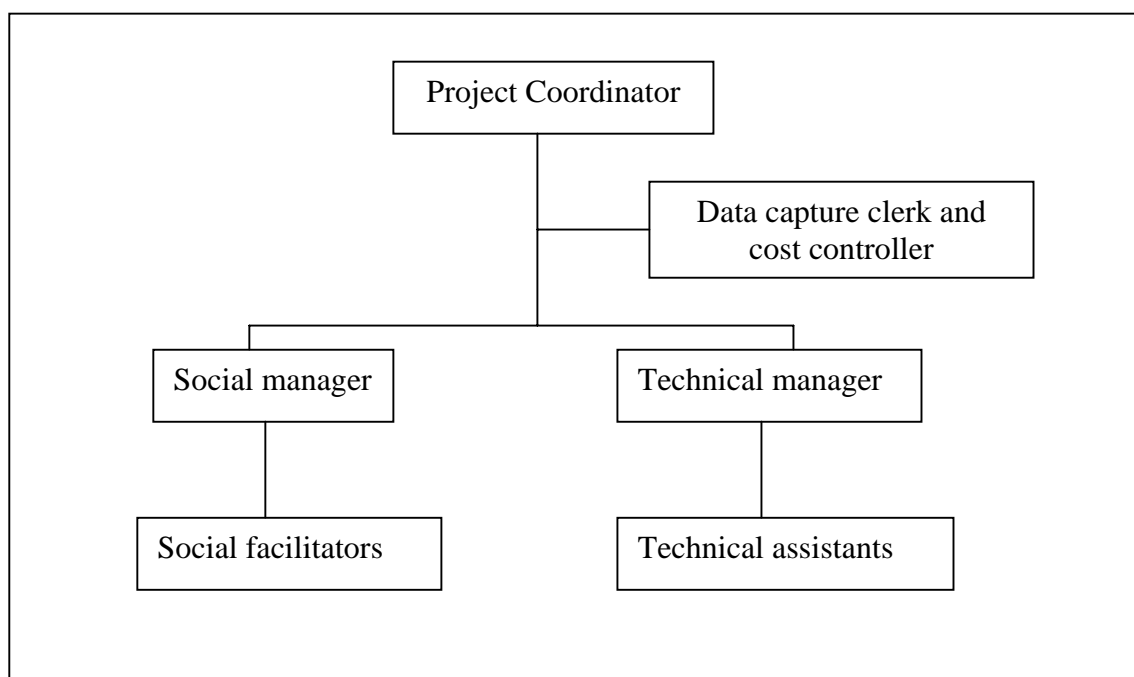 Project Coordinator
Data capture clerk and
cost controller
Social manager
Technical manager
Social facilitators
Technical assistants